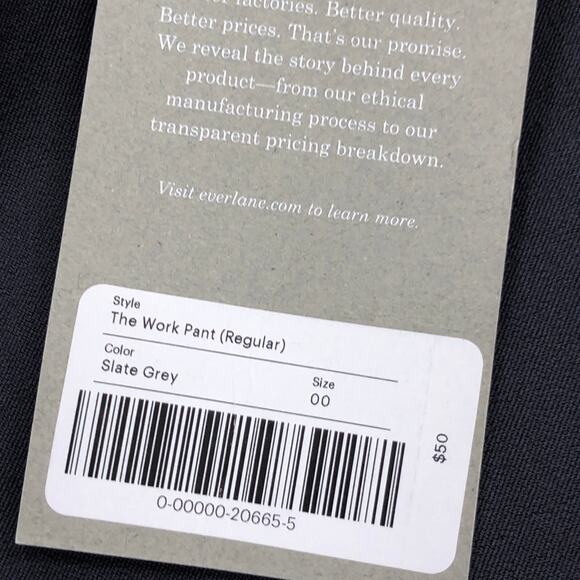 factories. Better quality.
Better prices. That's our promise.
We reveal the story behind every
product—from our ethical
manufacturing process to our
transparent pricing breakdown.
Visit everlane.com to learn more.
Style
The Work Pant (Regular)
Color
Slate Grey
Size
00
$50
0-00000-20665-5